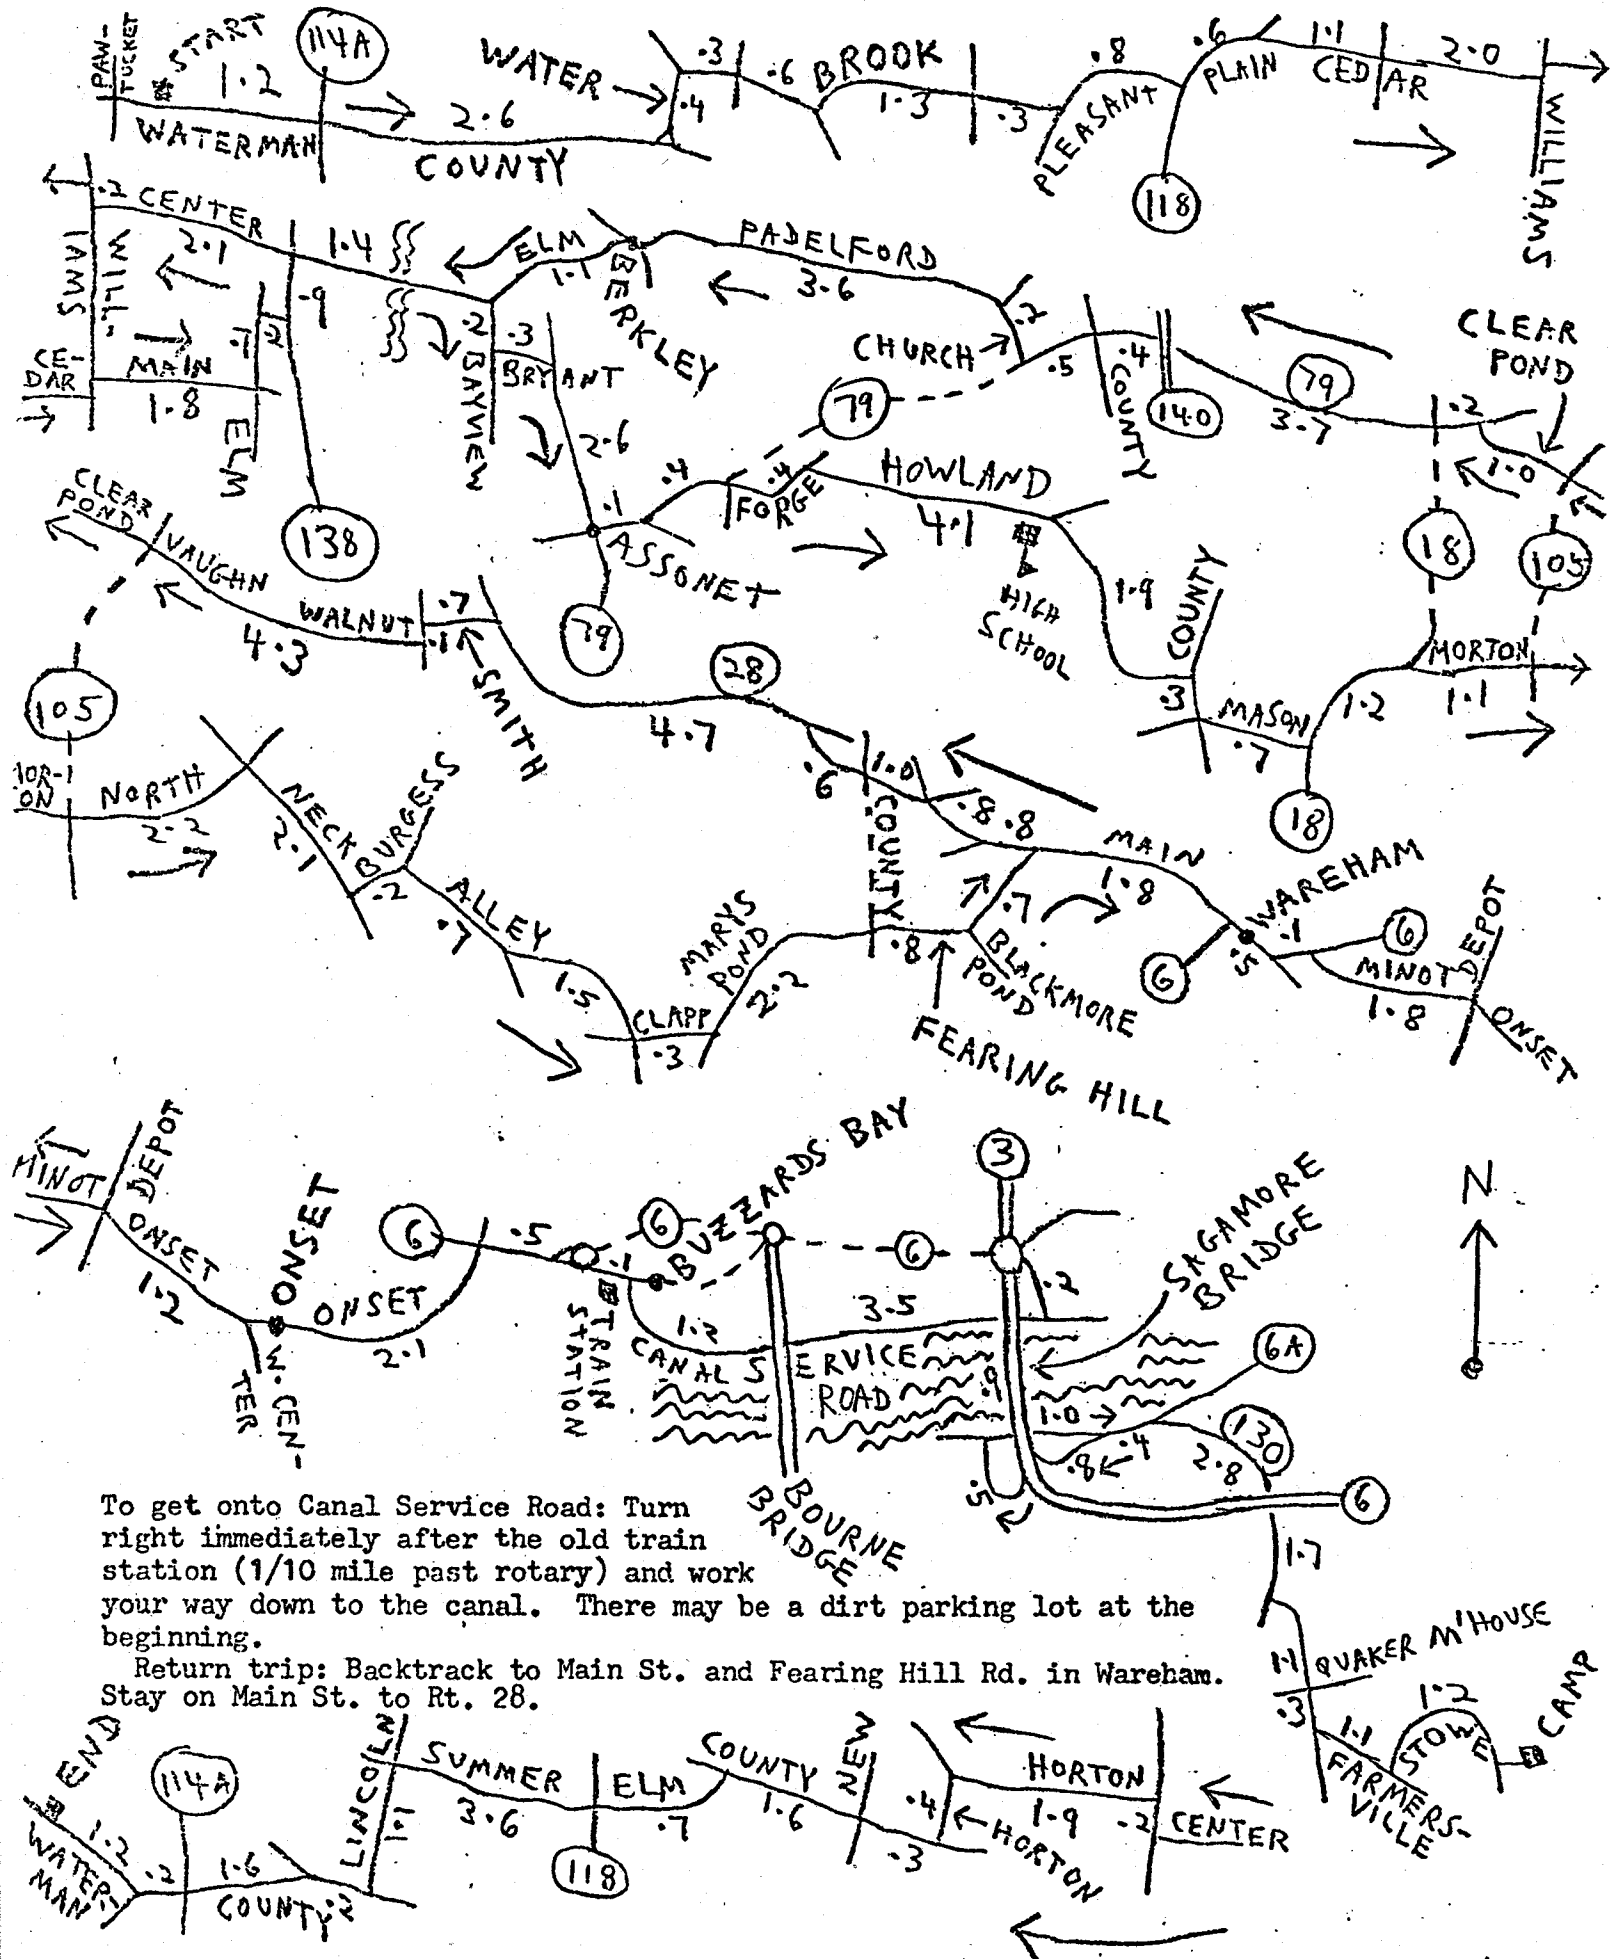 PAW-
TUCKET
START
1.2
WATERMAN
114A
2.6
COUNTY
WATER
.4
.3
.6
BROOK
1.3
.3
PLEASANT
.8
118
.6
PLAIN
1.1
CEDAR
2.0
WILLIAMS
.2
CENTER
2.1
WILLIAMS
1.4
.9
.2
.7
CE-
DAR
MAIN
1.8
ELM
138
ELM
1.1
BERKLEY
.2
.3
BRYANT
BAYVIEW
2.6
PADELFORD
3.6
.2
CHURCH
.5
.4
COUNTY
140
79
3.7
.2
CLEAR
POND
1.0
79
.1
.4
.4
FORGE
ASSONET
79
HOWLAND
4.1
HIGH
SCHOOL
1.9
COUNTY
.3
MASON
.7
18
1.2
MORTON
1.1
18
105
CLEAR
POND
VAUGHN
4.3
WALNUT
.1
.7
SMITH
28
4.7
.6
1.0
COUNTY
.8
.8
MAIN
1.8
WAREHAM
.1
6
.5
6
MINOT
1.8
DEPOT
ONSET
105
NORTH
2.2
NECK
2.1
BURGESS
.2
ALLEY
.7
1.5
CLAPP
.3
MARYS
POND
2.2
.8
FEARING HILL
.7
BLACKMORE
POND
MINOT
DEPOT
ONSET
1.2
ONSET
W. CEN-
TER
ONSET
2.1
6
.5
6
.1
BUZZARDS BAY
TRAIN
STATION
1.2
CANAL SERVICE
ROAD
3.5
6
3
.2
SAGAMORE
BRIDGE
.9
6A
1.0
.4
.8
.5
130
2.8
6
BOURNE
BRIDGE
N
1.7
1.1
QUAKER M'HOUSE
.3
1.1
FARMERS-
VILLE
STOWE
1.2
CAMP
To get onto Canal Service Road: Turn
right immediately after the old train
station (1/10 mile past rotary) and work
your way down to the canal. There may be a dirt parking lot at the
beginning.
Return trip: Backtrack to Main St. and Fearing Hill Rd. in Wareham.
Stay on Main St. to Rt. 28.
END
1.2
WATER-
MAN
.2
114A
1.6
COUNTY
.2
LINCOLN
1.1
SUMMER
3.6
118
ELM
.7
COUNTY
1.6
NEW
.3
.4
HORTON
HORTON
1.9
.2
CENTER